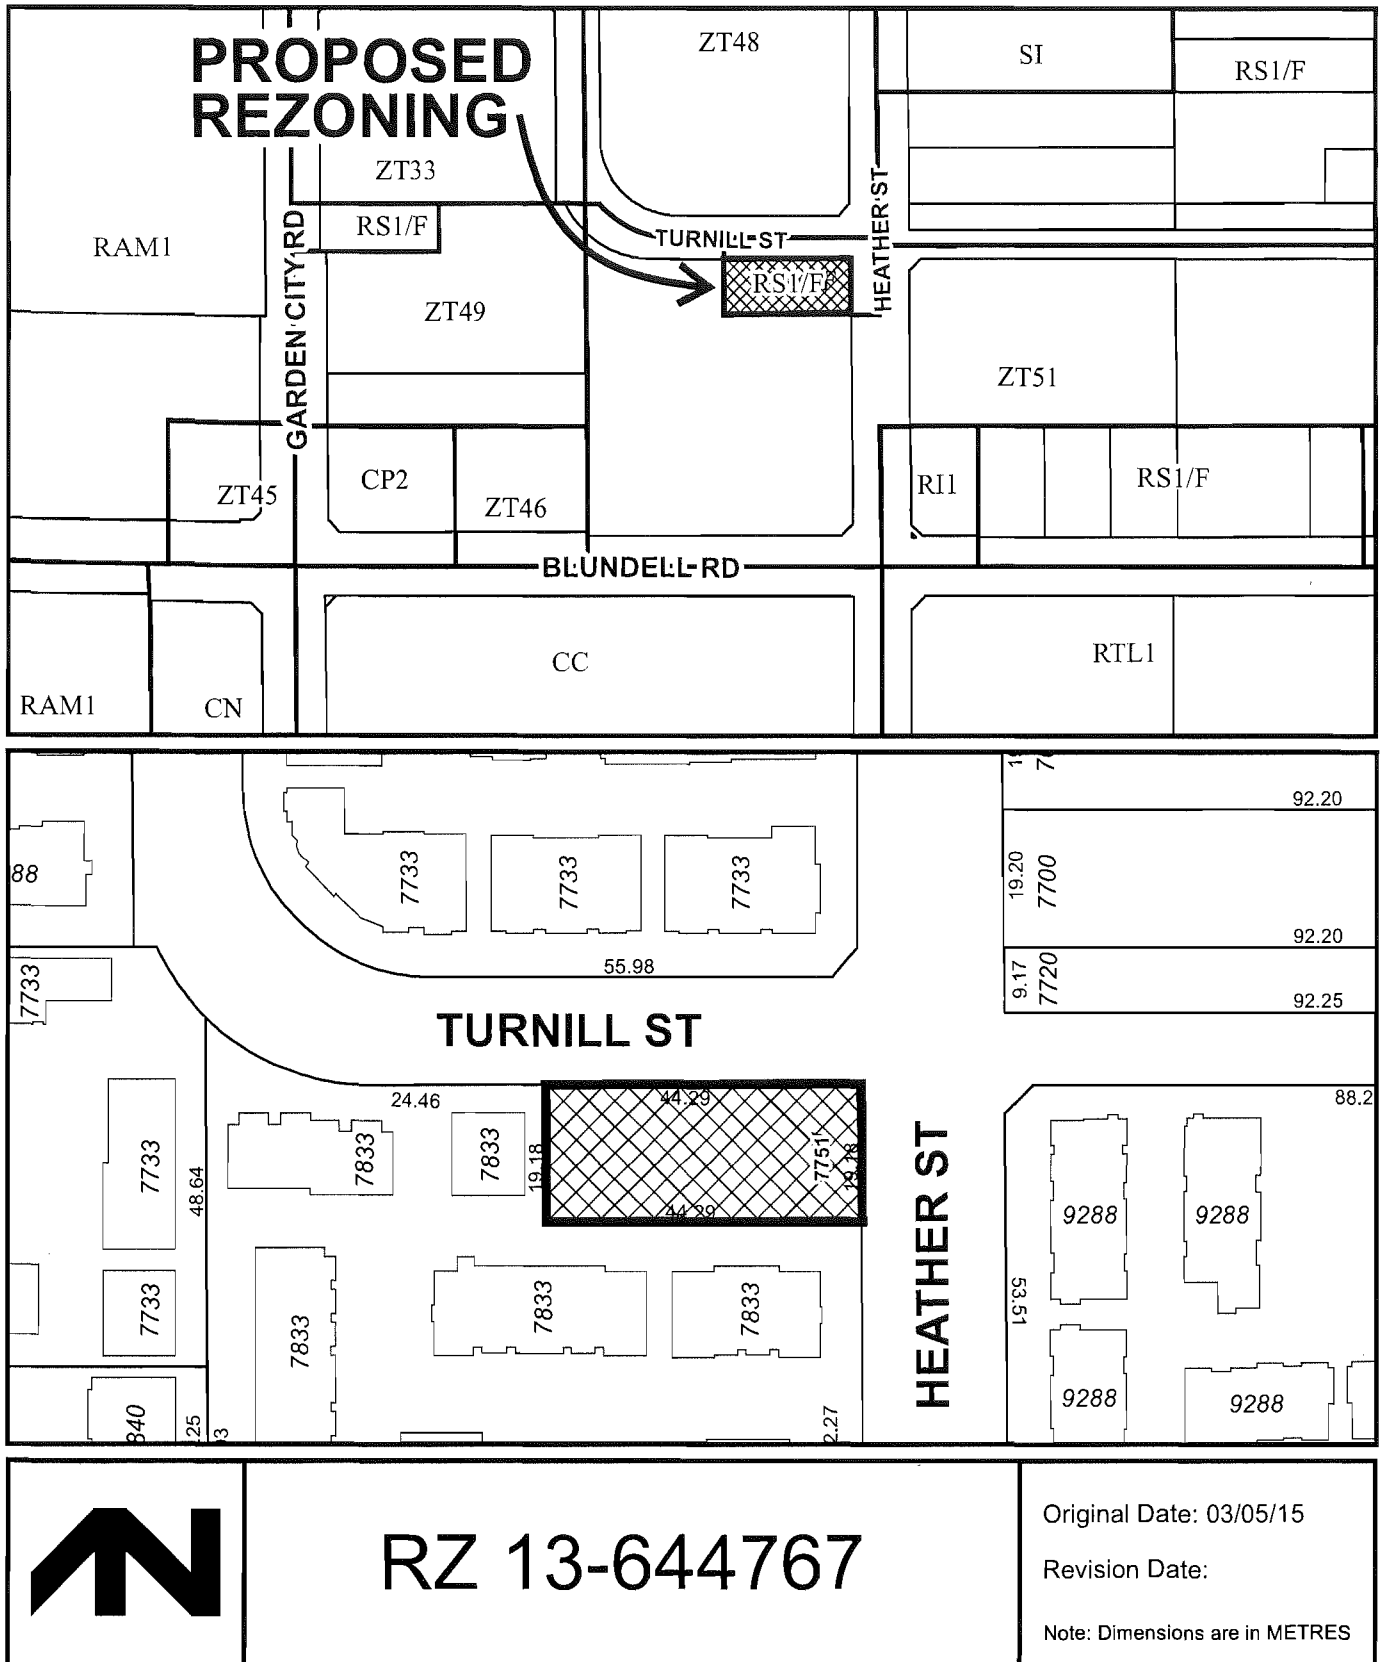 PROPOSED
REZONING
ZT48
SI
RS1/F
ZT33
RS1/F
RAM1
GARDEN CITY RD
TURNILL ST
HEATHER ST
RS1/F
ZT49
ZT51
ZT45
CP2
ZT46
RI1
RS1/F
BLUNDELL RD
CC
RTL1
RAM1
CN
92.20
88
7733
7733
7733
19.20
7700
92.20
55.98
7733
9.17
7720
92.25
TURNILL ST
24.46
44.29
88.2
7733
48.64
7833
7833
19.18
7751
19.18
44.29
HEATHER ST
9288
9288
7733
7833
7833
7833
53.51
840
.25
2.27
9288
9288
RZ 13-644767
Original Date: 03/05/15
Revision Date:
Note: Dimensions are in METRES